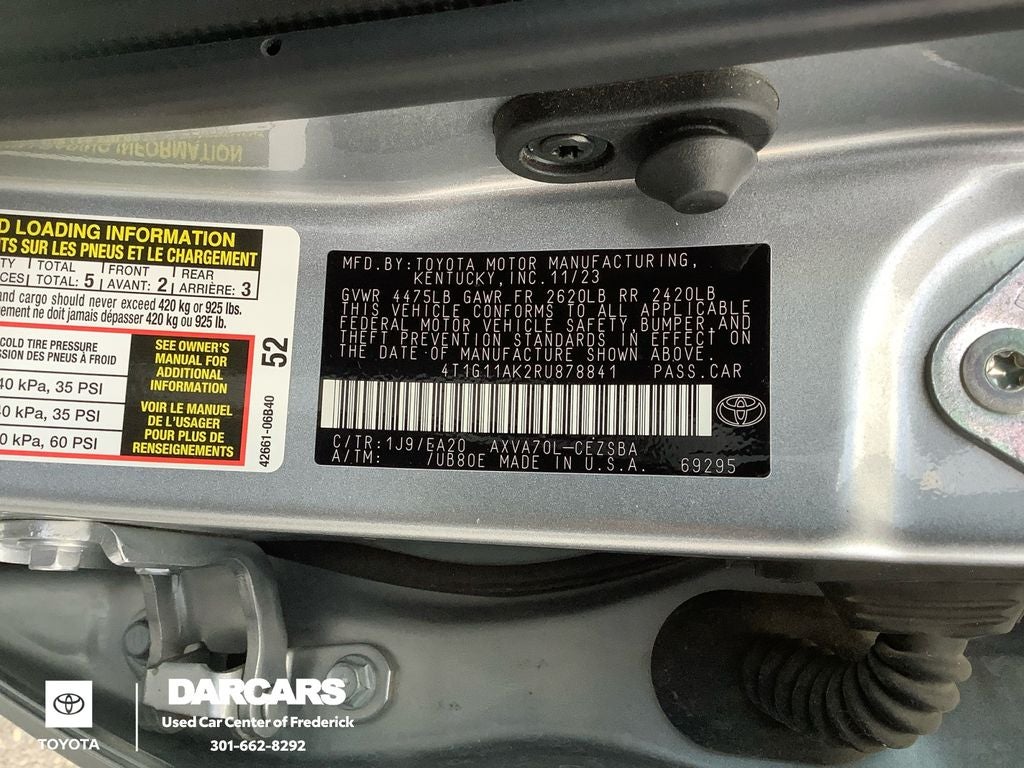 D LOADING INFORMATION
TS SUR LES PNEUS ET LE CHARGEMENT
TY TOTAL FRONT REAR
CES TOTAL: 5 AVANT: 2 ARRIÈRE: 3
and cargo should never exceed 420 kg or 925 lbs.
rgement ne doit jamais dépasser 420 kg ou 925 lb.
COLD TIRE PRESSURE
SSION DES PNEUS À FROID
40 kPa, 35 PSI
40 kPa, 35 PSI
0 kPa, 60 PSI
SEE OWNER'S
MANUAL FOR
ADDITIONAL
INFORMATION
VOIR LE MANUEL
DE L'USAGER
POUR PLUS DE
RENSEIGNEMENTS
52
42661-06B40
MFD.BY:TOYOTA MOTOR MANUFACTURING,
KENTUCKY, INC. 11/23
GVWR 4475LB GAWR FR 2620LB RR 2420LB
THIS VEHICLE CONFORMS TO ALL APPLICABLE
FEDERAL MOTOR VEHICLE SAFETY, BUMPER, AND
THEFT PREVENTION STANDARDS IN EFFECT ON
THE DATE OF MANUFACTURE SHOWN ABOVE.
4T1G11AK2RU878841 PASS.CAR
C/TR:1J9/EA20 AXVA70L-CEZSBA
A/TM: /UB80E MADE IN U.S.A. 69295
TOYOTA
DARCARS
Used Car Center of Frederick
301-662-8292